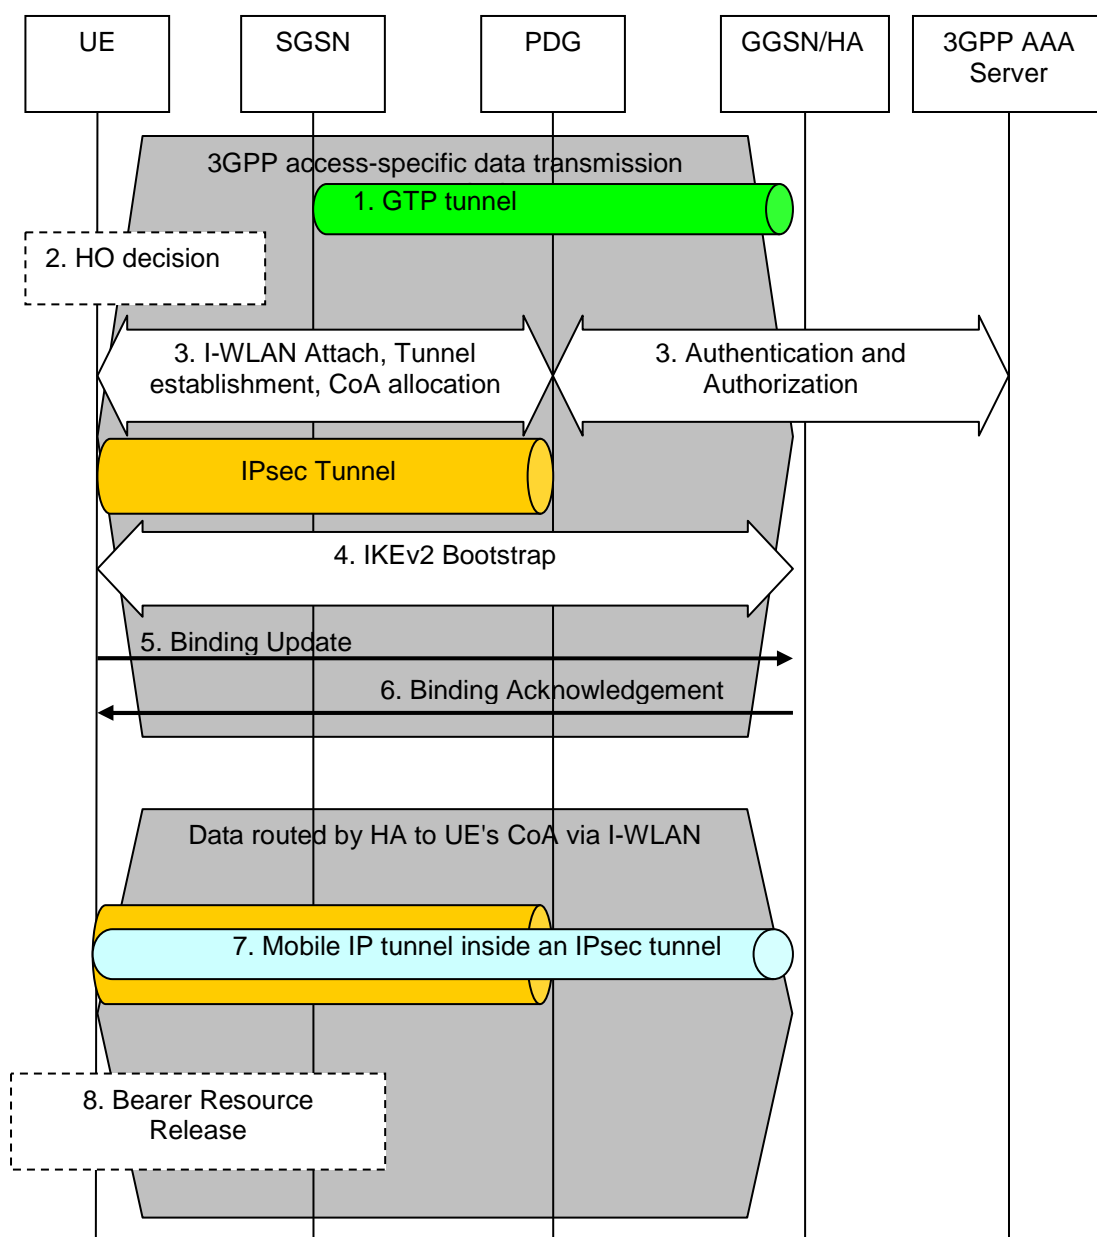 UE
SGSN
PDG
GGSN/HA
3GPP AAA
Server
3GPP access-specific data transmission
1. GTP tunnel
2. HO decision
3. I-WLAN Attach, Tunnel
establishment, CoA allocation
3. Authentication and
Authorization
IPsec Tunnel
4. IKEv2 Bootstrap
5. Binding Update
6. Binding Acknowledgement
Data routed by HA to UE's CoA via I-WLAN
7. Mobile IP tunnel inside an IPsec tunnel
8. Bearer Resource
Release